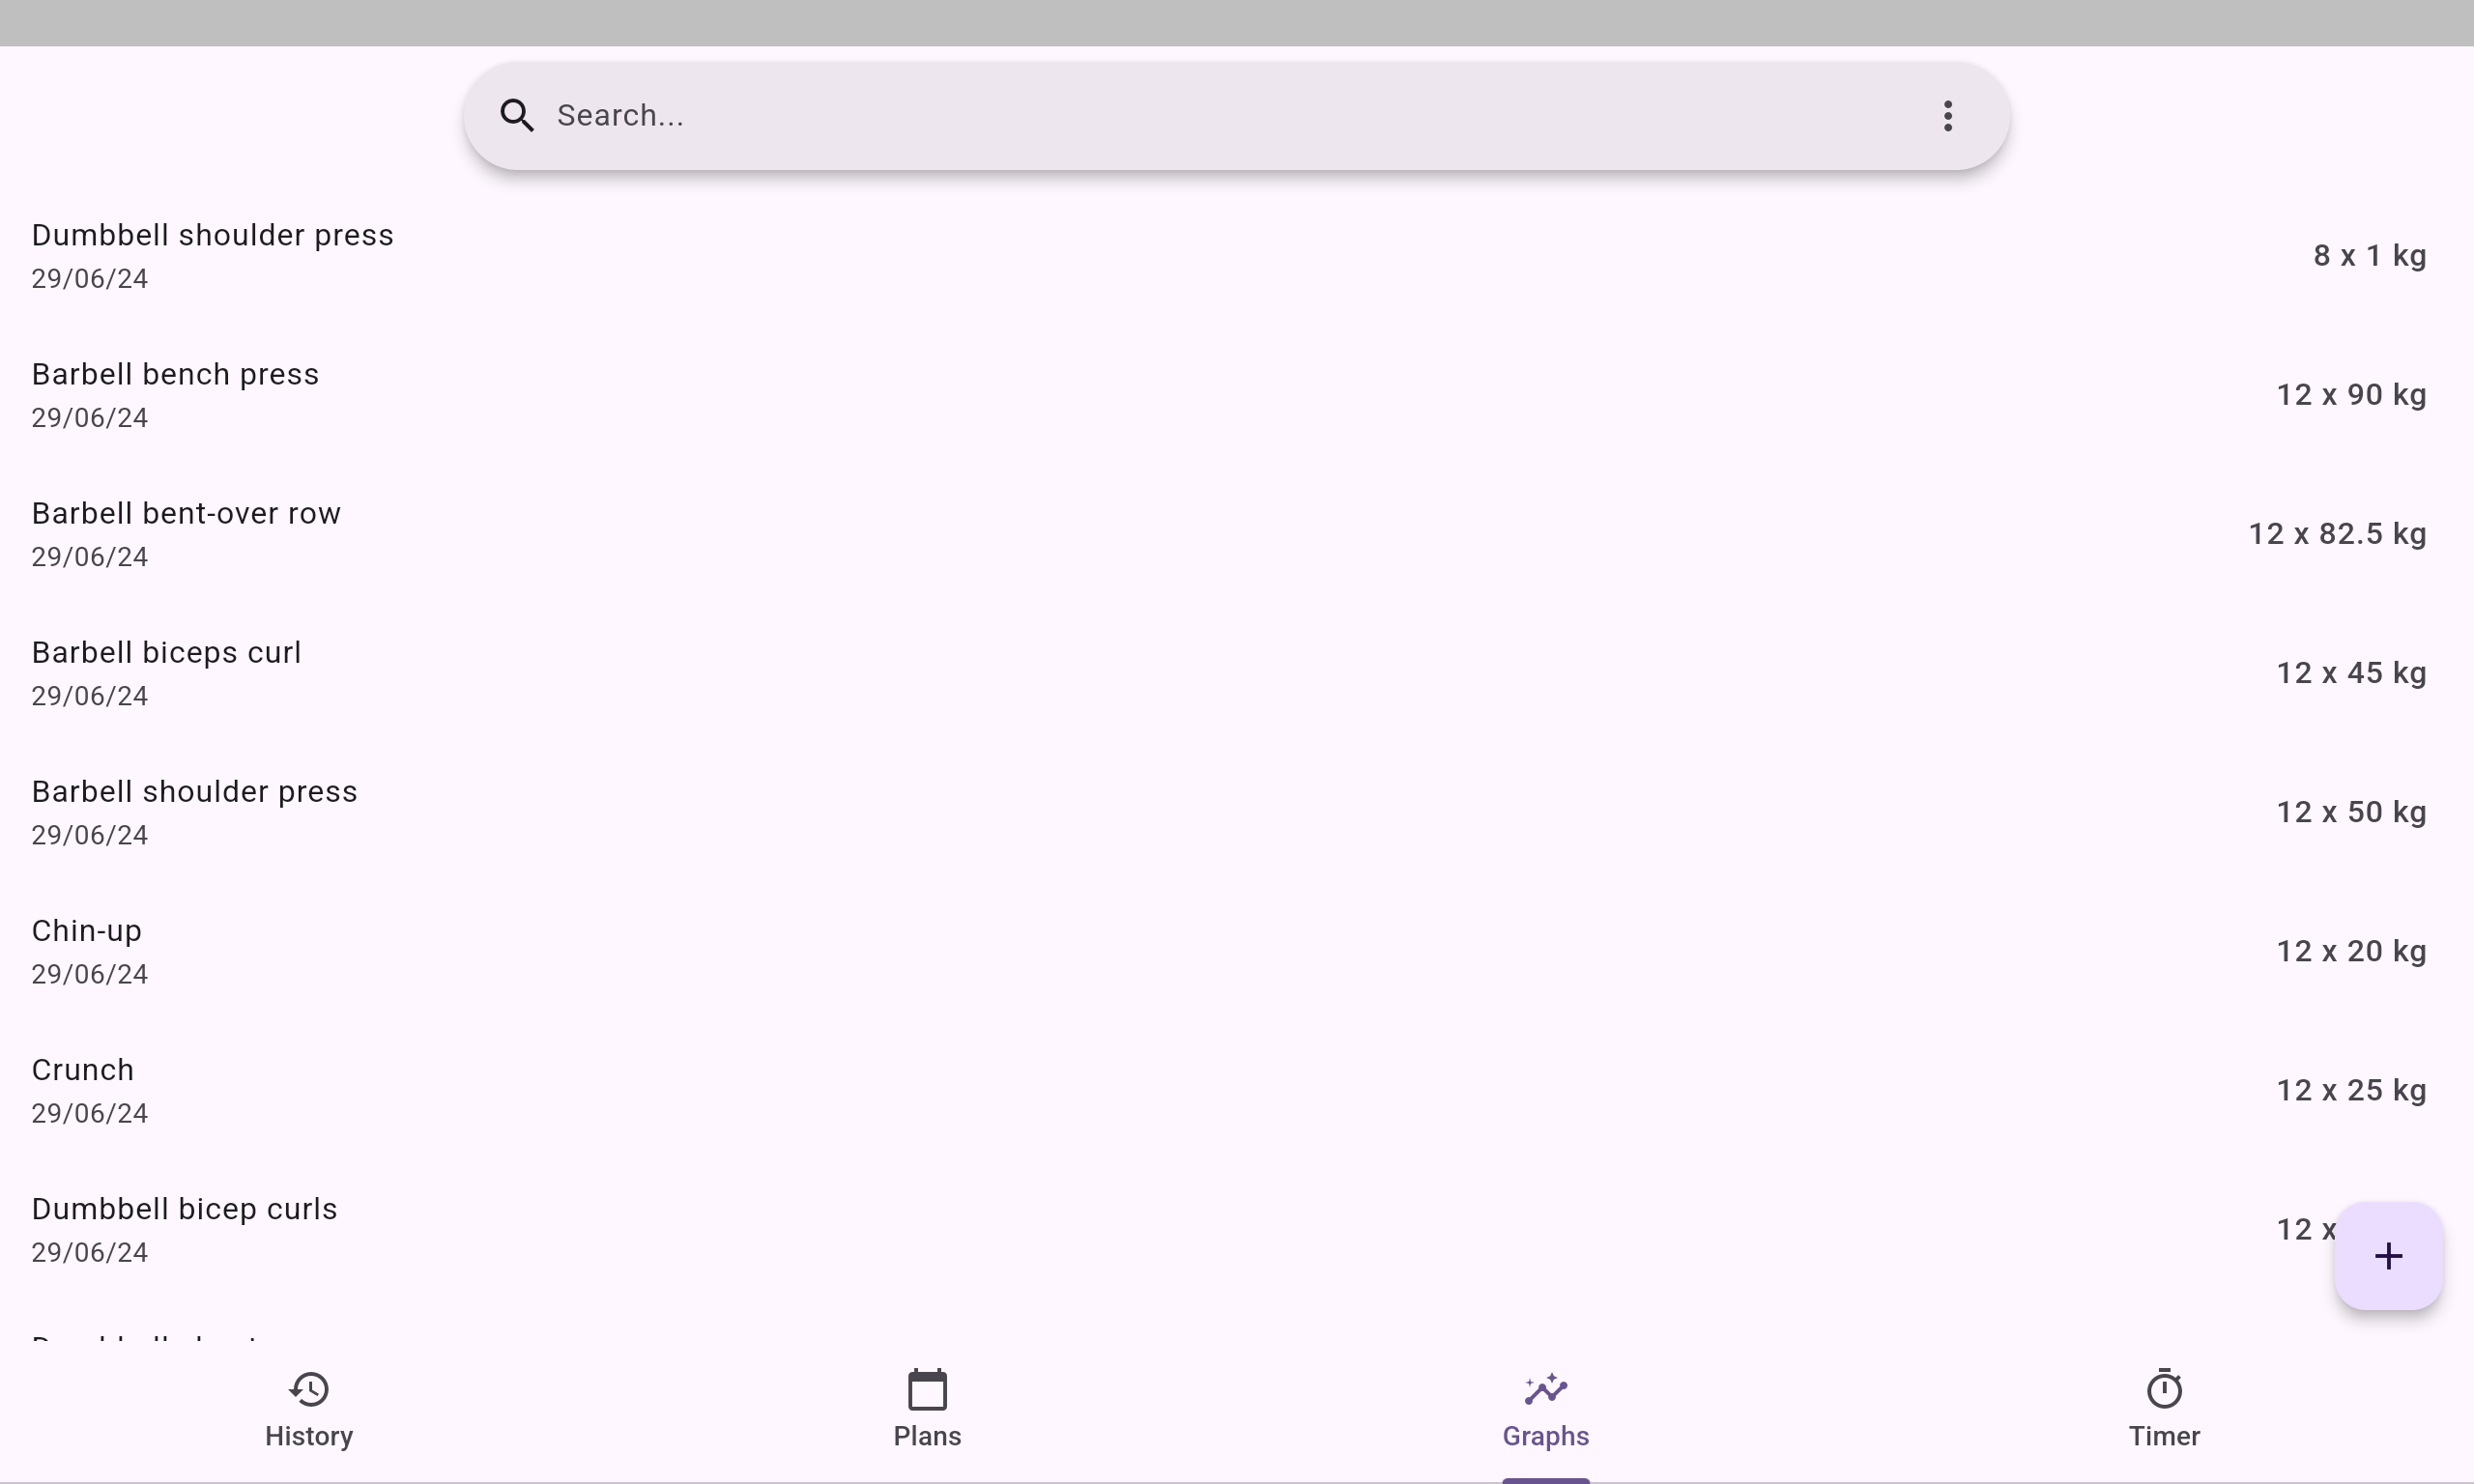 Search...
Dumbbell shoulder press
29/06/24
8 x 1 kg
Barbell bench press
29/06/24
12 x 90 kg
Barbell bent-over row
29/06/24
12 x 82.5 kg
Barbell biceps curl
29/06/24
12 x 45 kg
Barbell shoulder press
29/06/24
12 x 50 kg
Chin-up
29/06/24
12 x 20 kg
Crunch
29/06/24
12 x 25 kg
Dumbbell bicep curls
29/06/24
12 x
History
Plans
Graphs
Timer